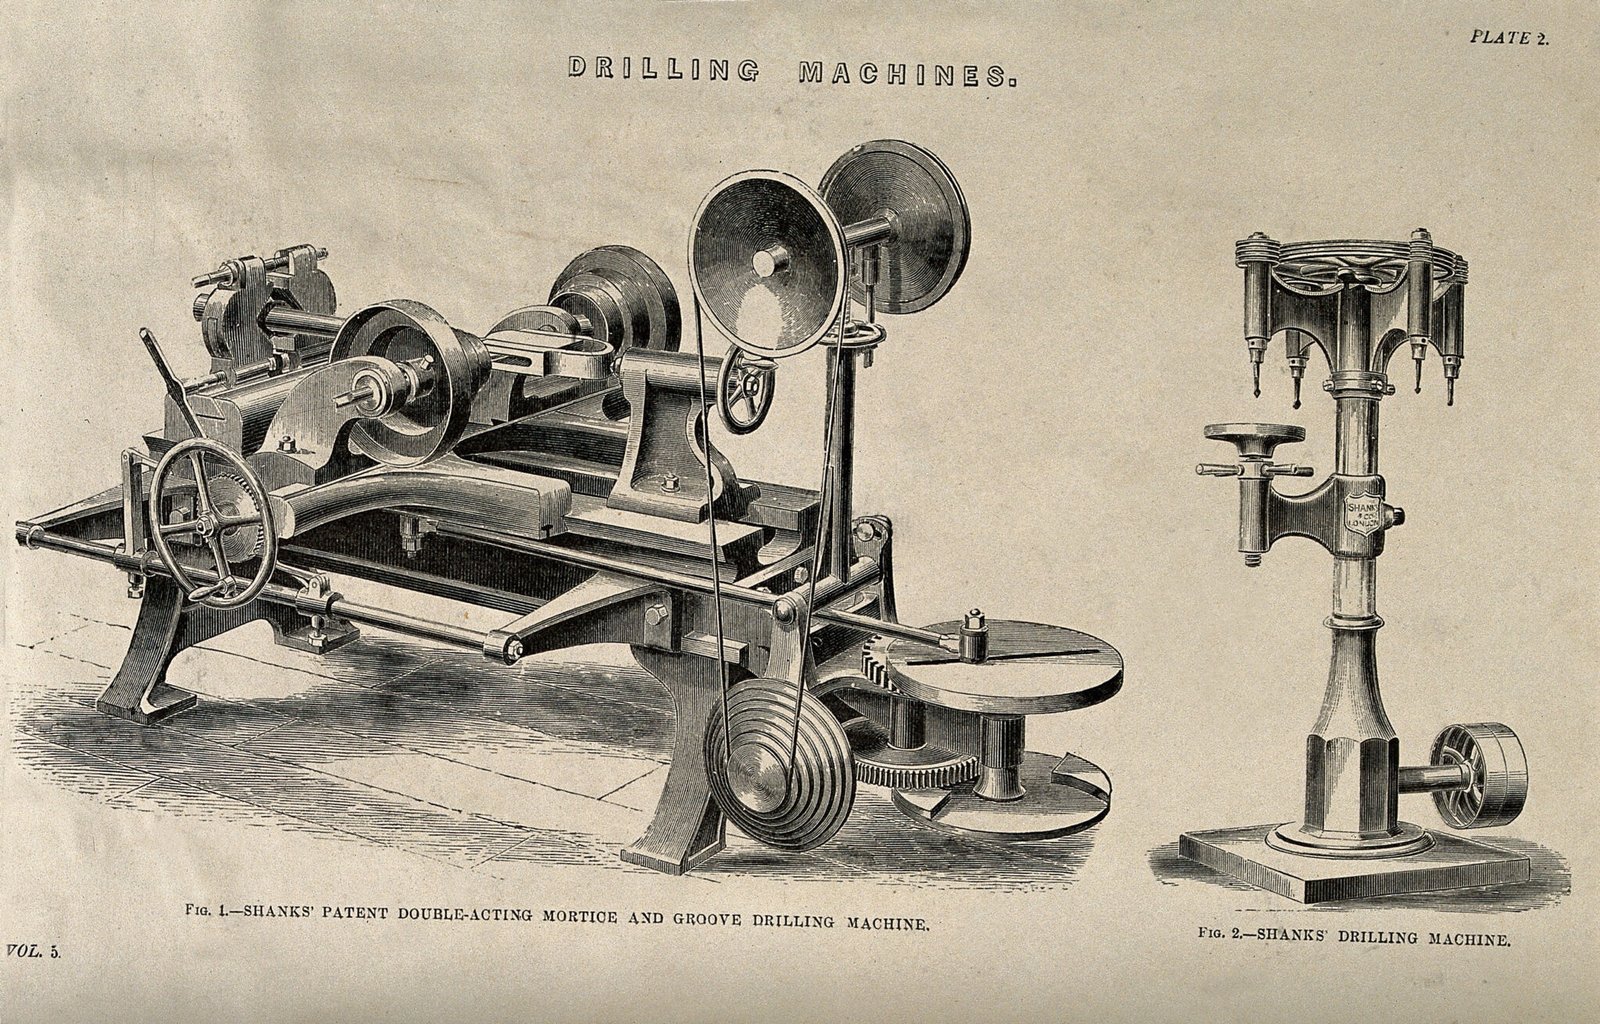 PLATE 2.
DRILLING MACHINES.
SHANKS
& CO
LONDON
FIG. 1.—SHANKS' PATENT DOUBLE-ACTING MORTICE AND GROOVE DRILLING MACHINE.
FIG. 2.—SHANKS' DRILLING MACHINE.
VOL. 5.